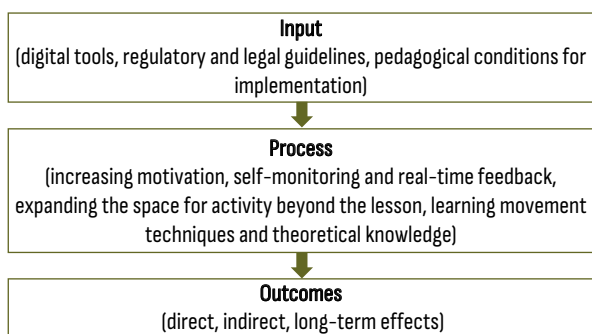 Input
(digital tools, regulatory and legal guidelines, pedagogical conditions for
implementation)
Process
(increasing motivation, self-monitoring and real-time feedback,
expanding the space for activity beyond the lesson, learning movement
techniques and theoretical knowledge)
Outcomes
(direct, indirect, long-term effects)